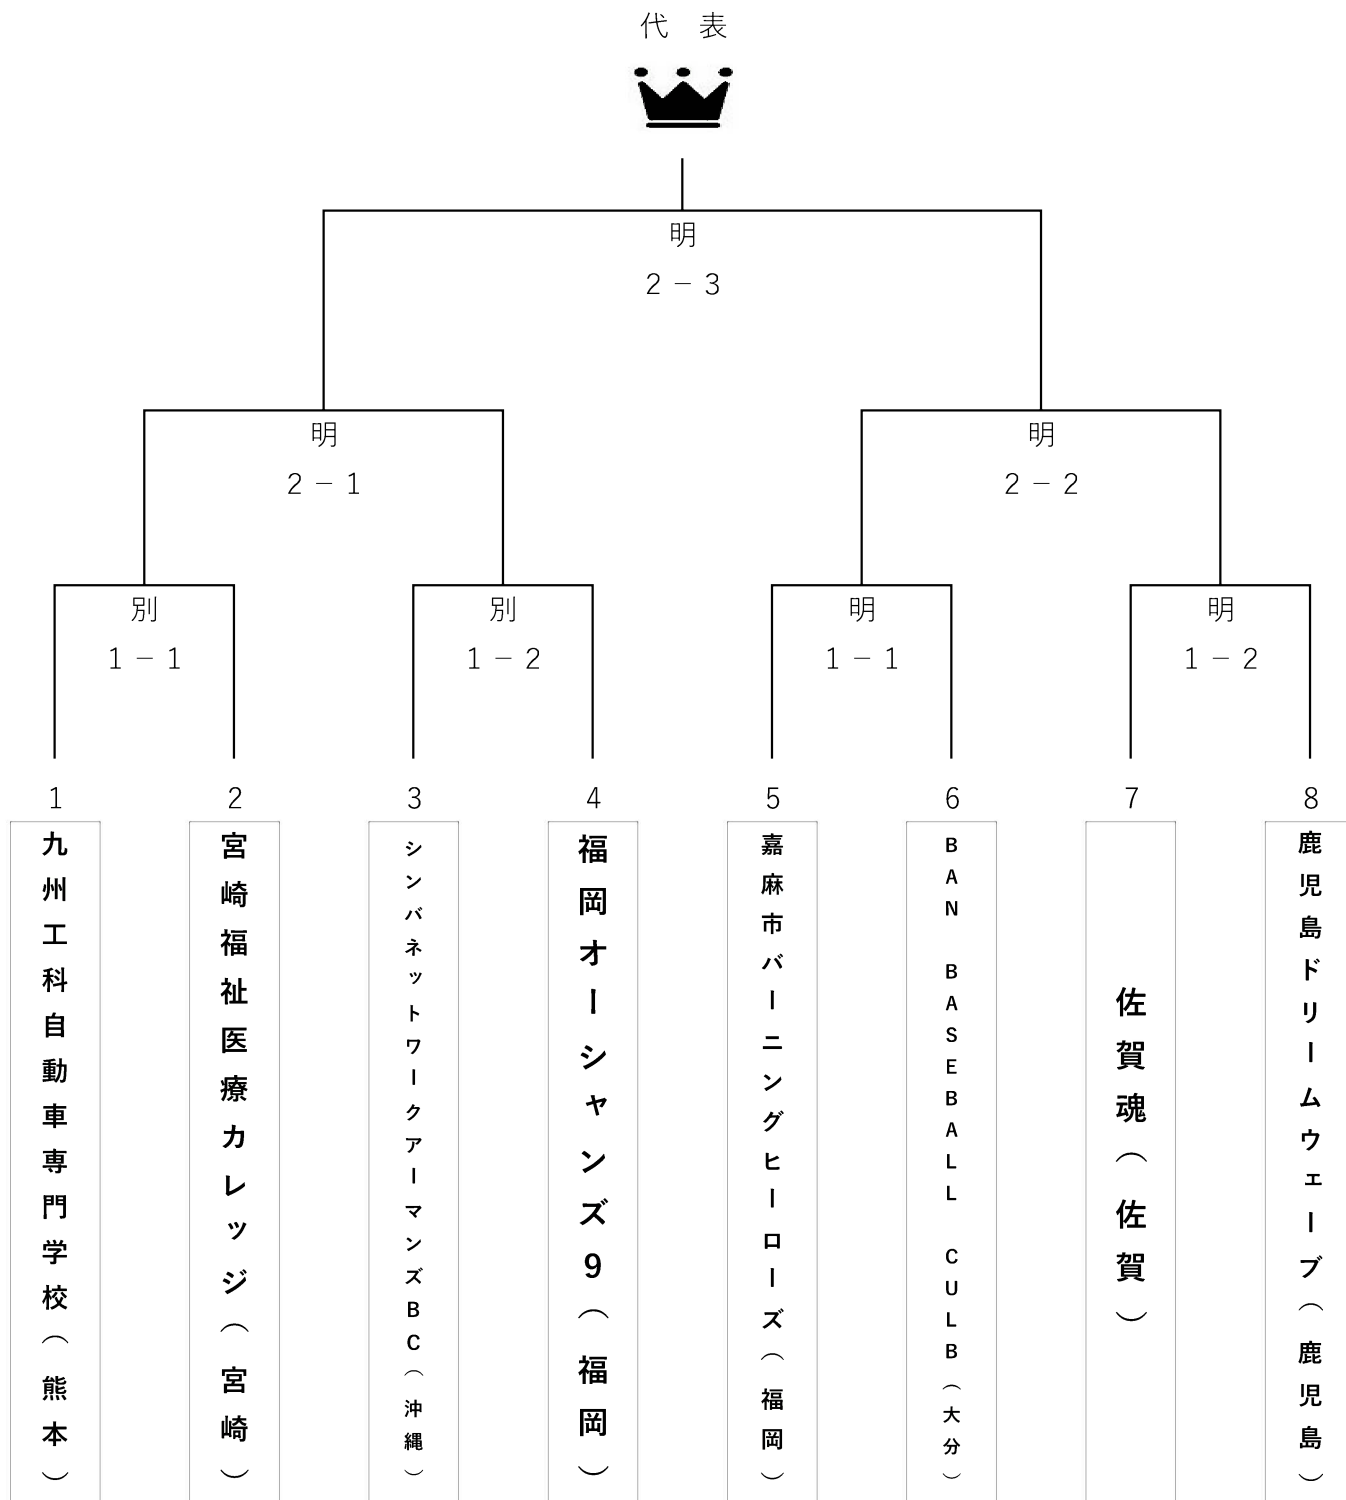 代 表
明
2－3
明
2－1
明
2－2
別
1－1
別
1－2
明
1－1
明
1－2
1
2
3
4
5
6
7
8
九州工科自動車専門学校（熊本）
宮崎福祉医療カレッジ（宮崎）
シンバネットワークアーマンズBC（沖縄）
福岡オーシャンズ9（福岡）
嘉麻市バーニングヒーローズ（福岡）
BAN BASEBALL CULB（大分）
佐賀魂（佐賀）
鹿児島ドリームウェーブ（鹿児島）